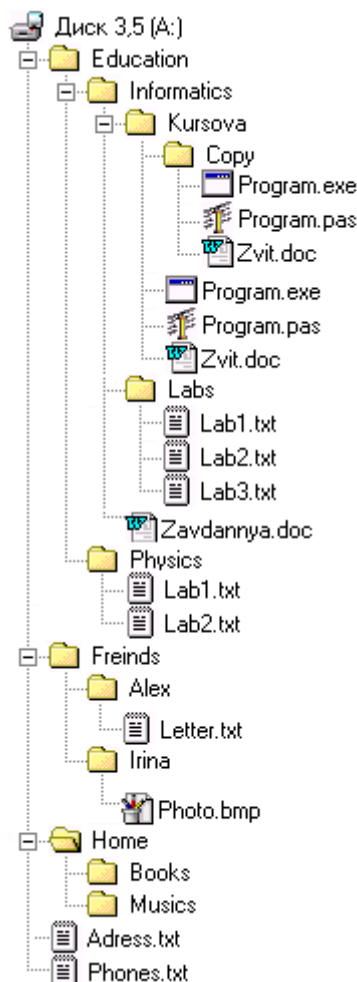 Диск 3,5 (A:)
Education
Informatics
Kursova
Copy
Program.exe
Program.pas
Zvit.doc
Program.exe
Program.pas
Zvit.doc
Labs
Lab1.txt
Lab2.txt
Lab3.txt
Zavdannya.doc
Physics
Lab1.txt
Lab2.txt
Freinds
Alex
Letter.txt
Irina
Photo.bmp
Home
Books
Musics
Adress.txt
Phones.txt